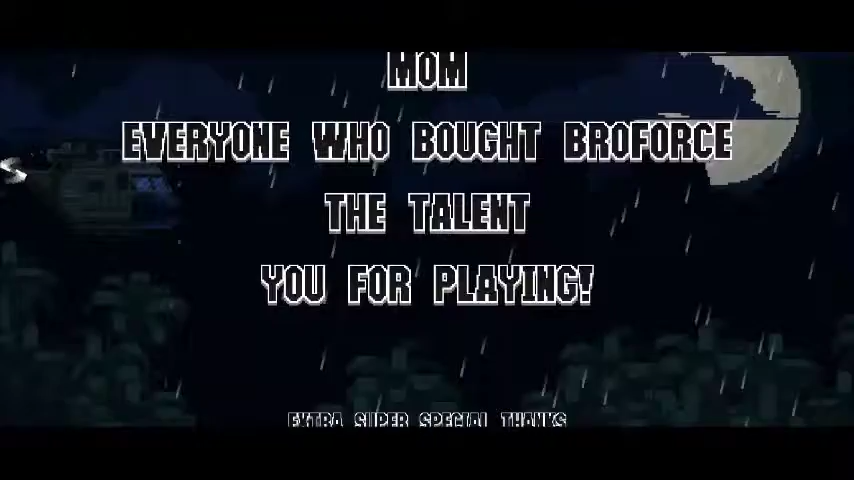 MOM
EVERYONE WHO BOUGHT BROFORCE
THE TALENT
YOU FOR PLAYING!
EXTRA SUPER SPECIAL THANKS